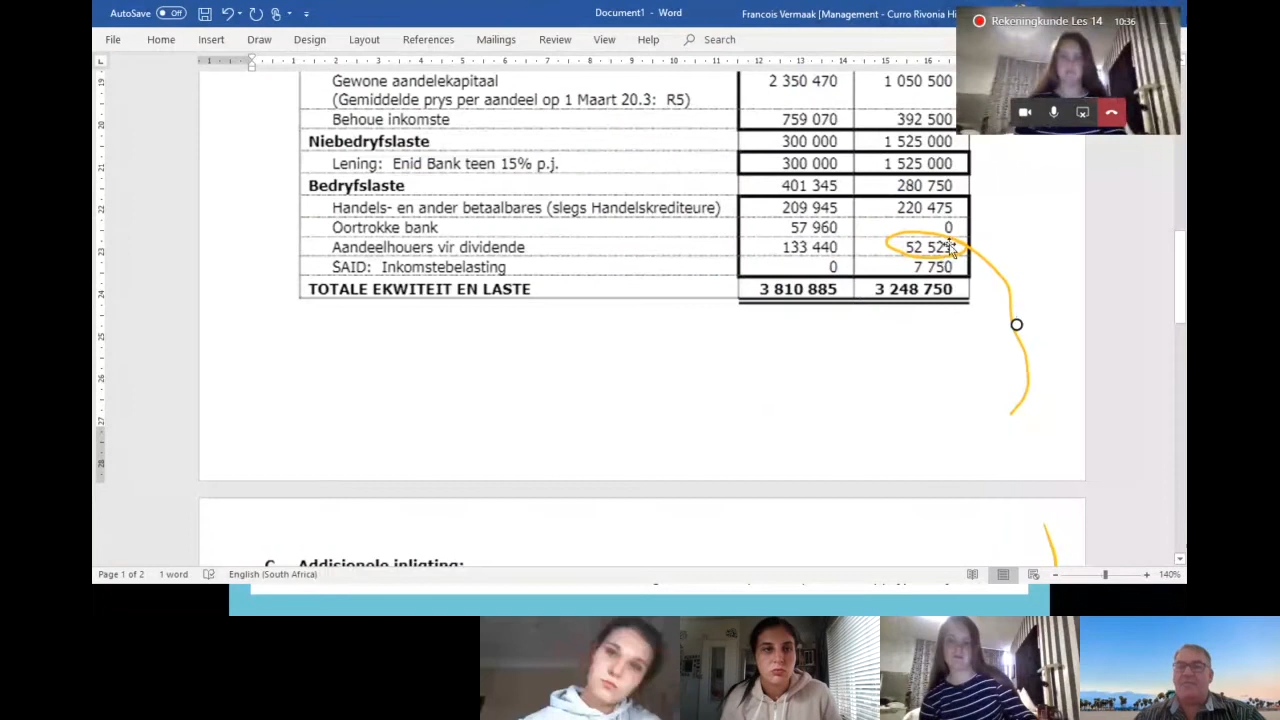 AutoSave Off Document1 - Word Francois Vermaak [Management - Curro Rivonia Hi
Rekeningkunde Les 14 10:36
File Home Insert Draw Design Layout References Mailings Review View Help Search
Gewone aandelekapitaal 2 350 470 1 050 500
(Gemiddelde prys per aandeel op 1 Maart 20.3: R5)
Behoue inkomste 759 070 392 500
Niebedryfslaste 300 000 1 525 000
Lening: Enid Bank teen 15% p.j. 300 000 1 525 000
Bedryfslaste 401 345 280 750
Handels- en ander betaalbares (slegs Handelskrediteure) 209 945 220 475
Oortrokke bank 57 960 0
Aandeelhouers vir dividende 133 440 52 525
SAID: Inkomstebelasting 0 7 750
TOTALE EKWITEIT EN LASTE 3 810 885 3 248 750
C Addisionele inligting:
Page 1 of 2 1 word English (South Africa) 140%